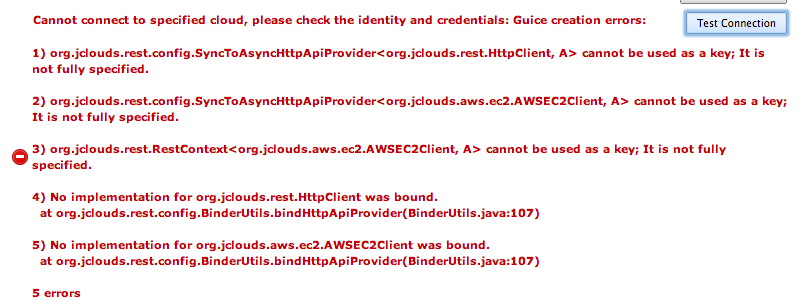 Cannot connect to specified cloud, please check the identity and credentials: Guice creation errors:
Test Connection
1) org.jclouds.rest.config.SyncToAsyncHttpApiProvider<org.jclouds.rest.HttpClient, A> cannot be used as a key; It is
not fully specified.
2) org.jclouds.rest.config.SyncToAsyncHttpApiProvider<org.jclouds.aws.ec2.AWSEC2Client, A> cannot be used as a key;
It is not fully specified.
3) org.jclouds.rest.RestContext<org.jclouds.aws.ec2.AWSEC2Client, A> cannot be used as a key; It is not fully
specified.
4) No implementation for org.jclouds.rest.HttpClient was bound.
at org.jclouds.rest.config.BinderUtils.bindHttpApiProvider(BinderUtils.java:107)
5) No implementation for org.jclouds.aws.ec2.AWSEC2Client was bound.
at org.jclouds.rest.config.BinderUtils.bindHttpApiProvider(BinderUtils.java:107)
5 errors